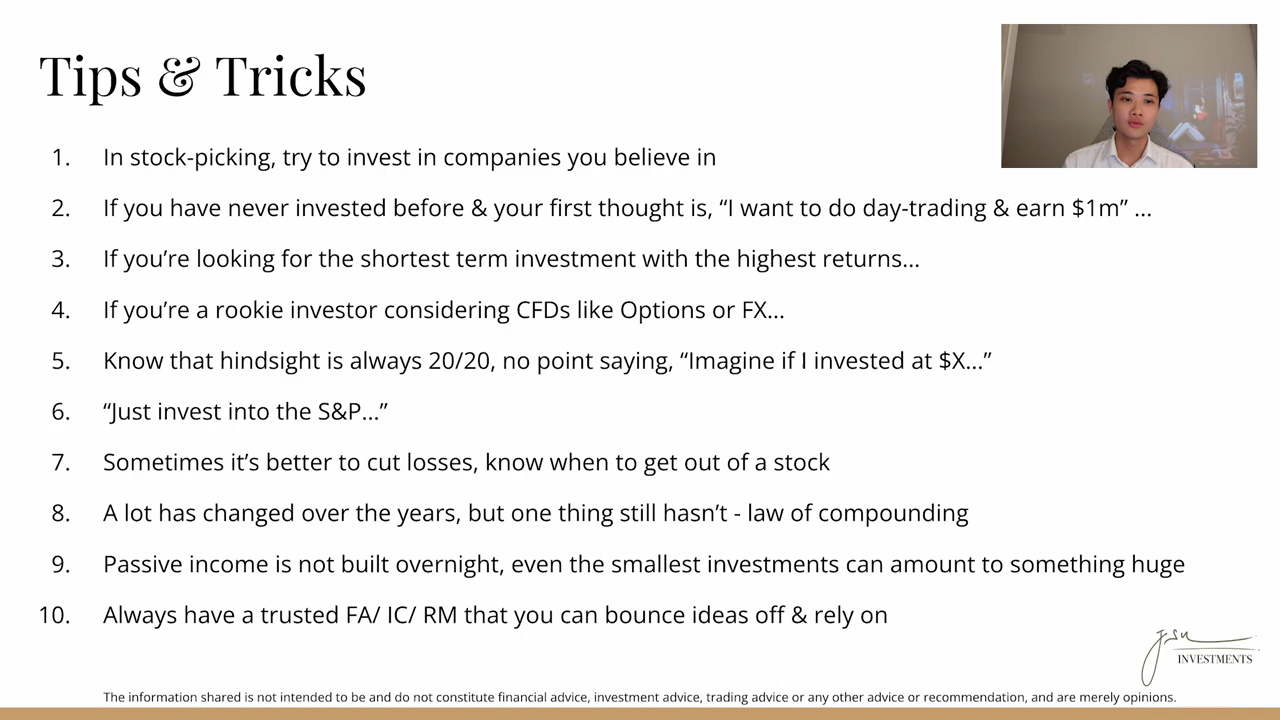 Tips & Tricks
1. In stock-picking, try to invest in companies you believe in
2. If you have never invested before & your first thought is, “I want to do day-trading & earn $1m” ...
3. If you’re looking for the shortest term investment with the highest returns...
4. If you’re a rookie investor considering CFDs like Options or FX...
5. Know that hindsight is always 20/20, no point saying, “Imagine if I invested at $X...”
6. “Just invest into the S&P...”
7. Sometimes it’s better to cut losses, know when to get out of a stock
8. A lot has changed over the years, but one thing still hasn’t - law of compounding
9. Passive income is not built overnight, even the smallest investments can amount to something huge
10. Always have a trusted FA/ IC/ RM that you can bounce ideas off & rely on
INVESTMENTS
The information shared is not intended to be and do not constitute financial advice, investment advice, trading advice or any other advice or recommendation, and are merely opinions.